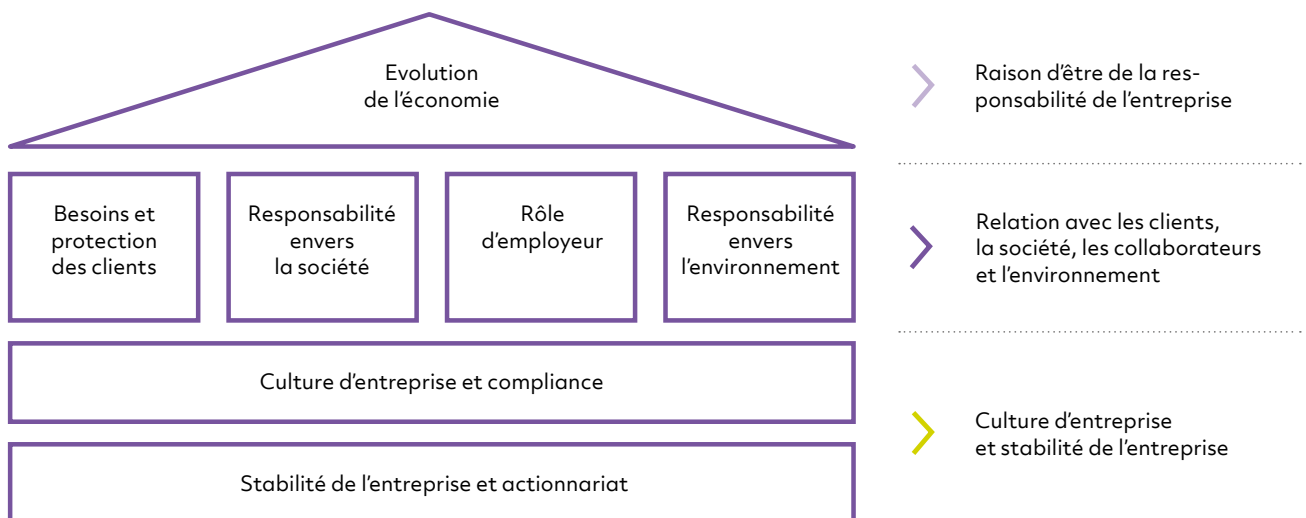 Evolution
de l'économie
Raison d'être de la res-
ponsabilité de l'entreprise
Besoins et
protection
des clients
Responsabilité
envers
la société
Rôle
d'employeur
Responsabilité
envers
l'environnement
Relation avec les clients,
la société, les collaborateurs
et l'environnement
Culture d'entreprise et compliance
Stabilité de l'entreprise et actionnariat
Culture d'entreprise
et stabilité de l'entreprise